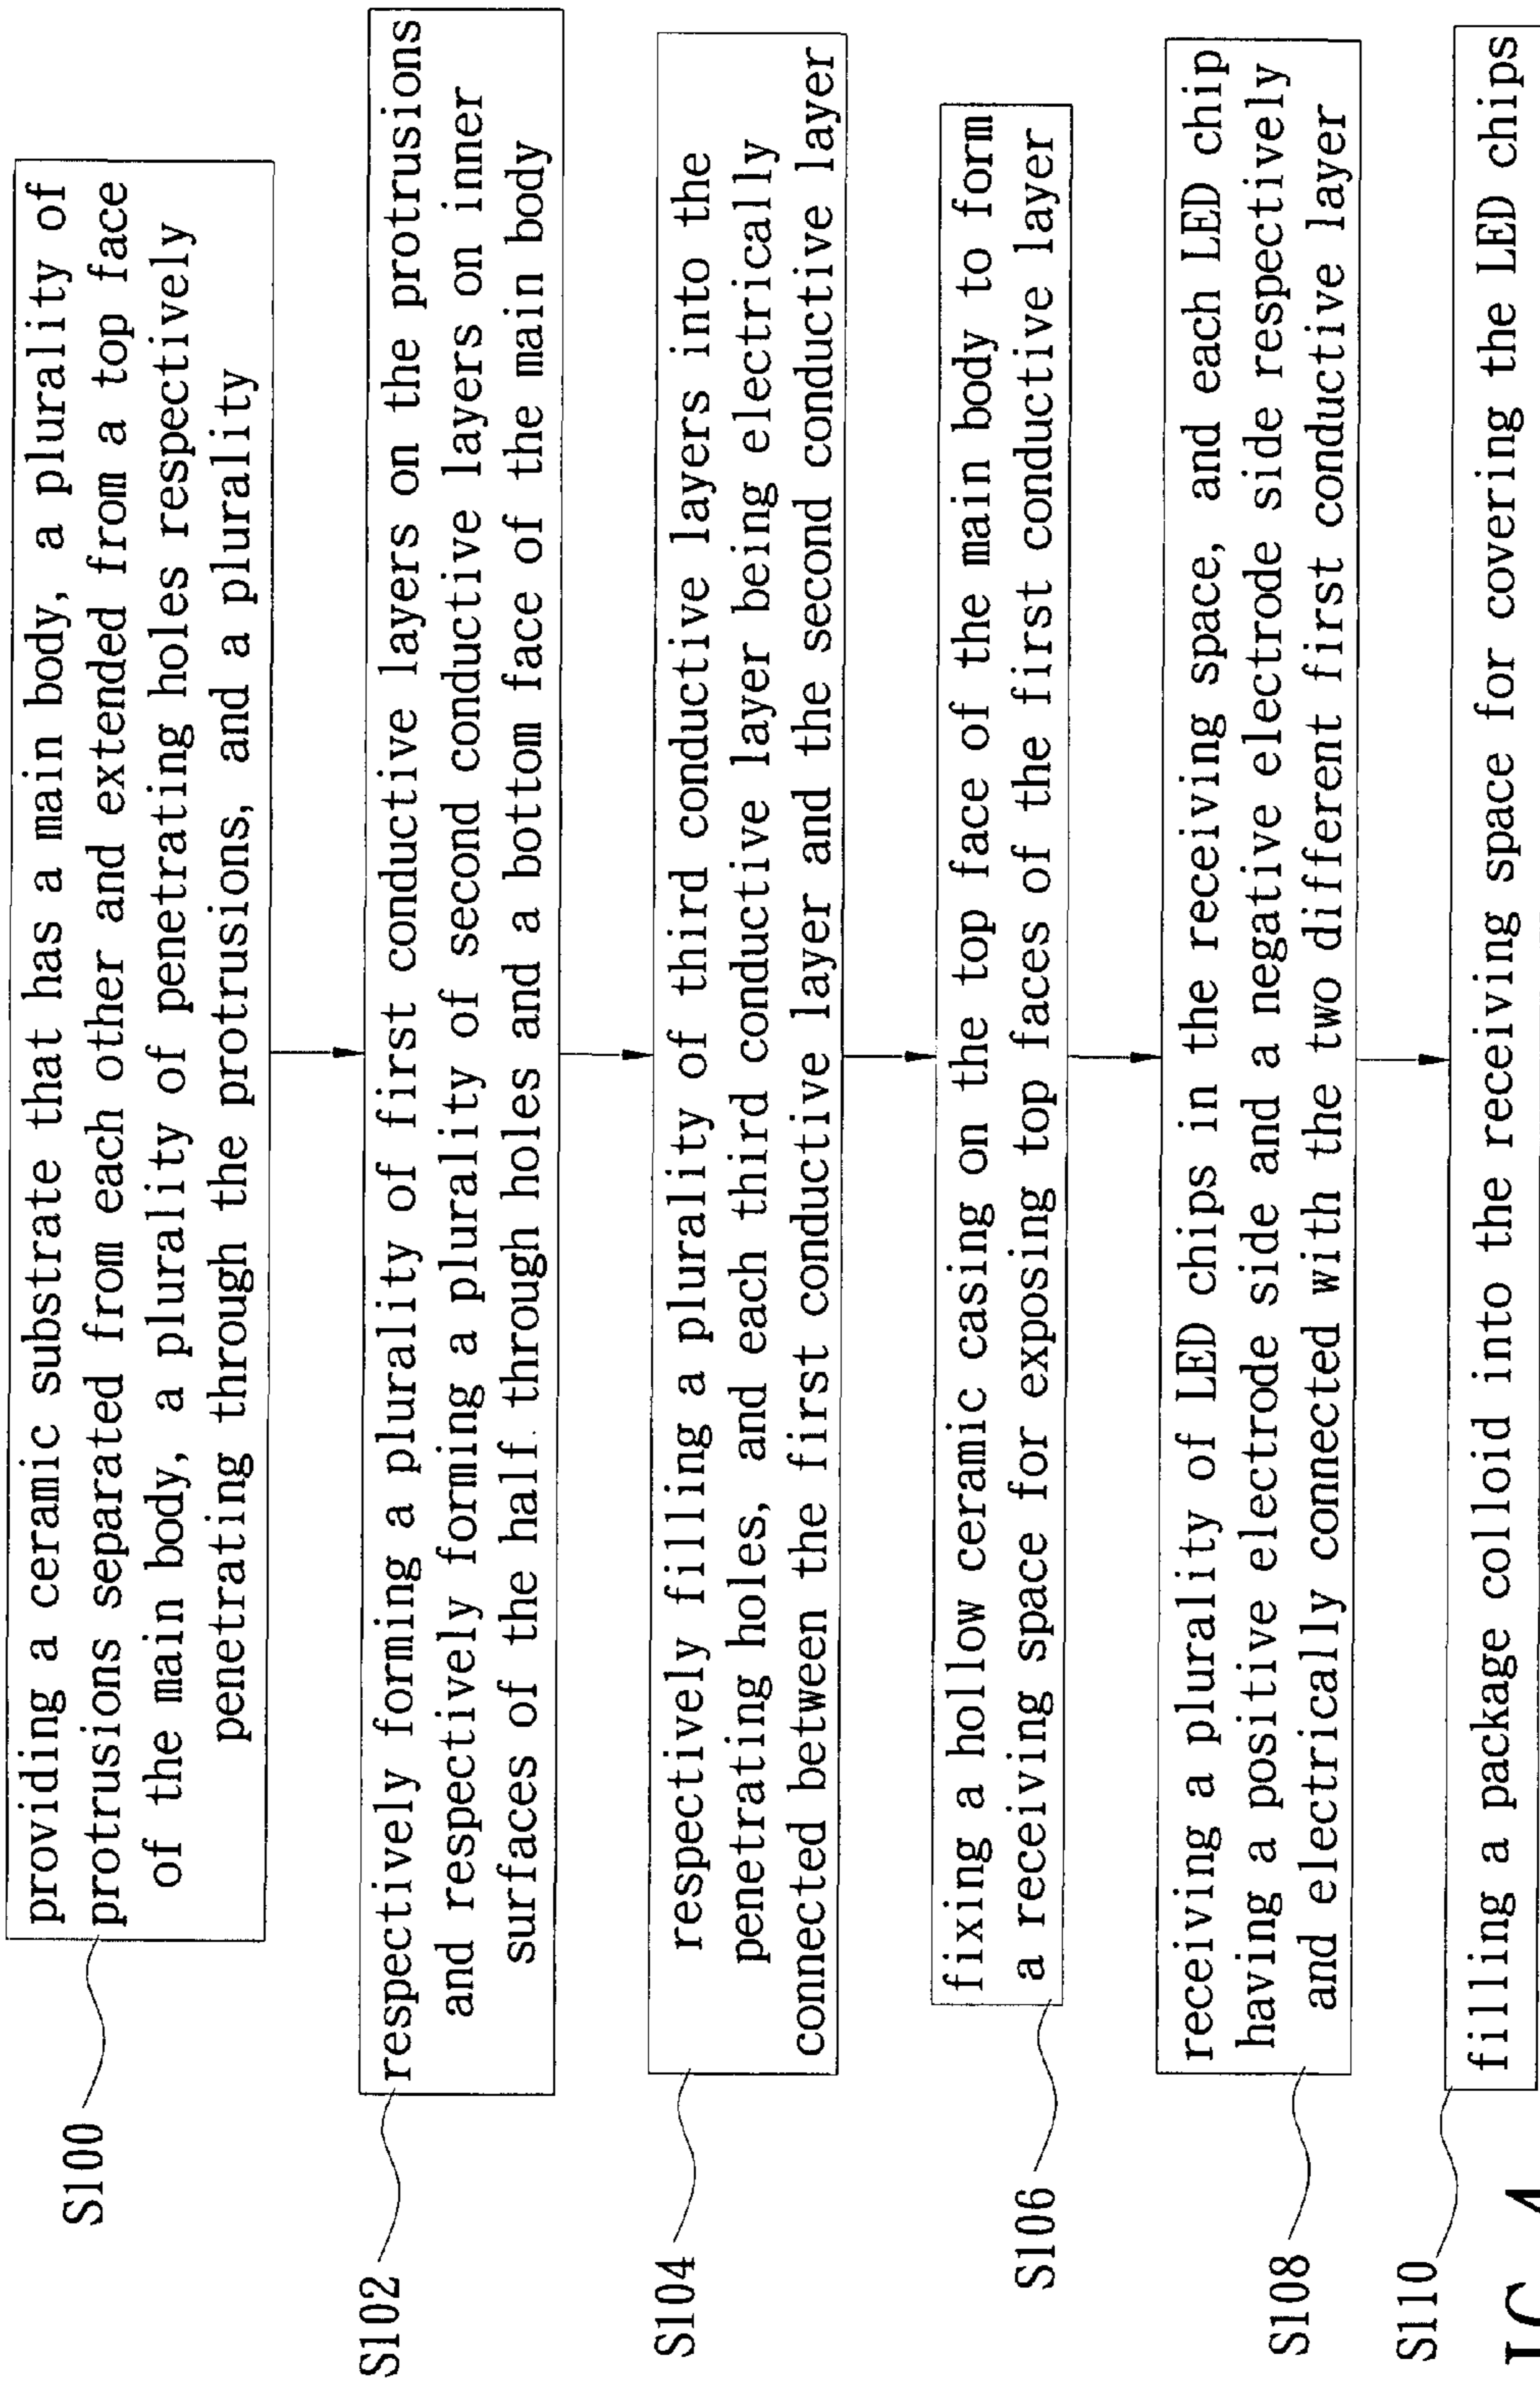 providing a ceramic substrate that has a main body, a plurality of
protrusions separated from each other and extended from a top face
of the main body, a plurality of penetrating holes respectively
penetrating through the protrusions, and a plurality
S100
respectively forming a plurality of first conductive layers on the protrusions
and respectively forming a plurality of second conductive layers on inner
surfaces of the half through holes and a bottom face of the main body
S102
respectively filling a plurality of third conductive layers into the
penetrating holes, and each third conductive layer being electrically
connected between the first conductive layer and the second conductive layer
S104
fixing a hollow ceramic casing on the top face of the main body to form
a receiving space for exposing top faces of the first conductive layer
S106
receiving a plurality of LED chips in the receiving space, and each LED chip
having a positive electrode side and a negative electrode side respectively
and electrically connected with the two different first conductive layer
S108
filling a package colloid into the receiving space for covering the LED chips
S110